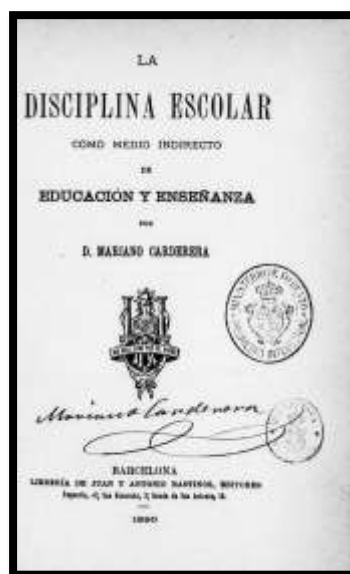 LA
DISCIPLINA ESCOLAR
COMO MEDIO INDIRECTO
DE
EDUCACIÓN Y ENSEÑANZA
POR
D. MARIANO CARDERERA
Mariano Carderera
BARCELONA
LIBRERÍA DE JUAN Y ANTONIO BASTINOS, EDITORES
1890